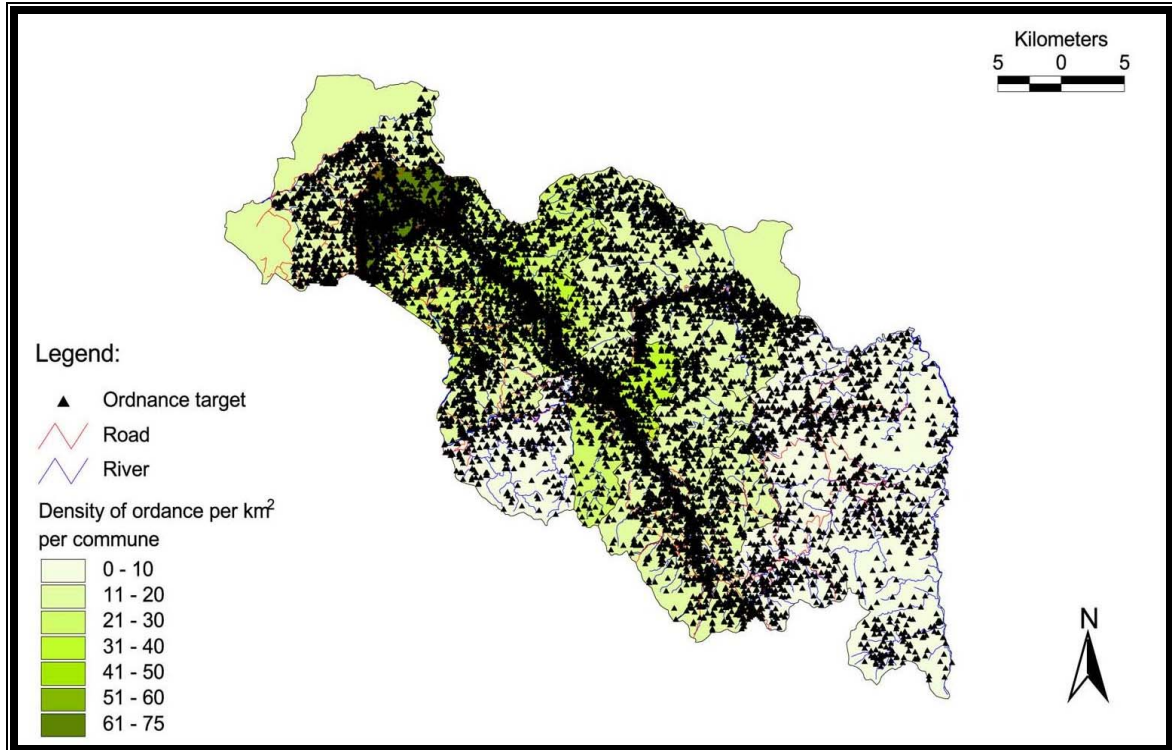 Kilometers
5 0 5
Legend:
Ordnance target
Road
River
Density of ordance per km²
per commune
0 - 10
11 - 20
21 - 30
31 - 40
41 - 50
51 - 60
61 - 75
N